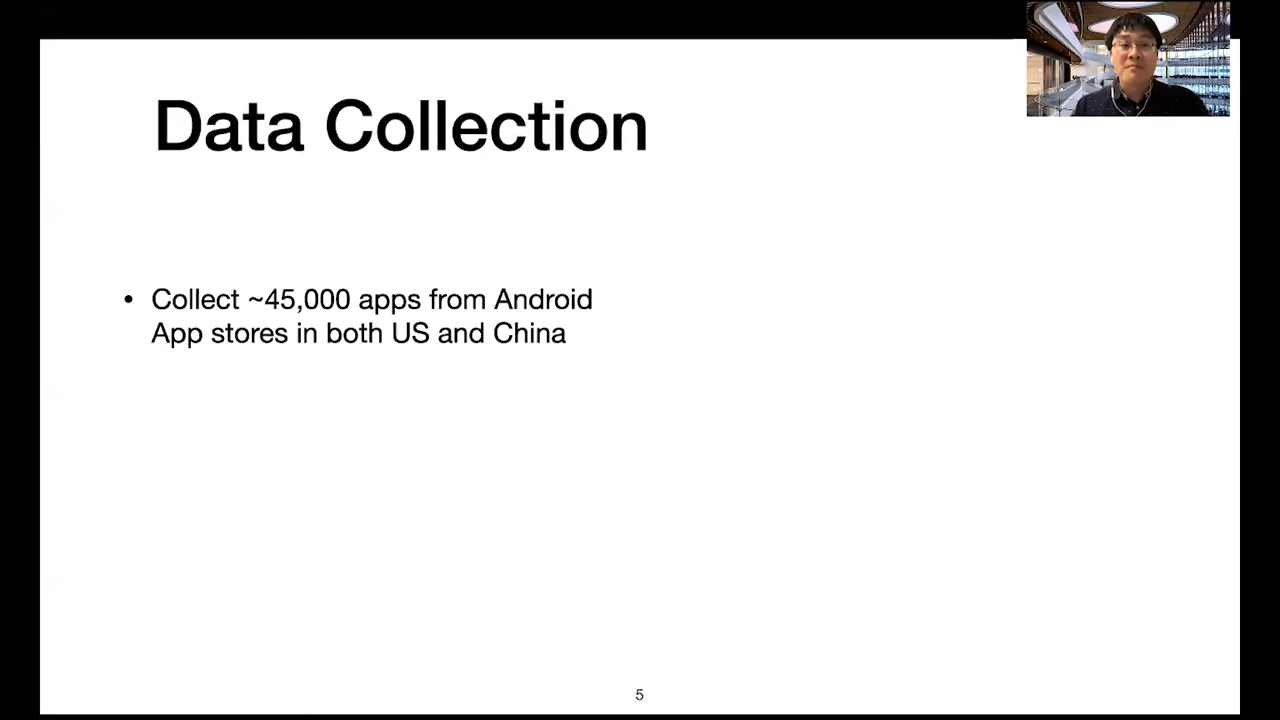 Data Collection
• Collect ~45,000 apps from Android
App stores in both US and China
5